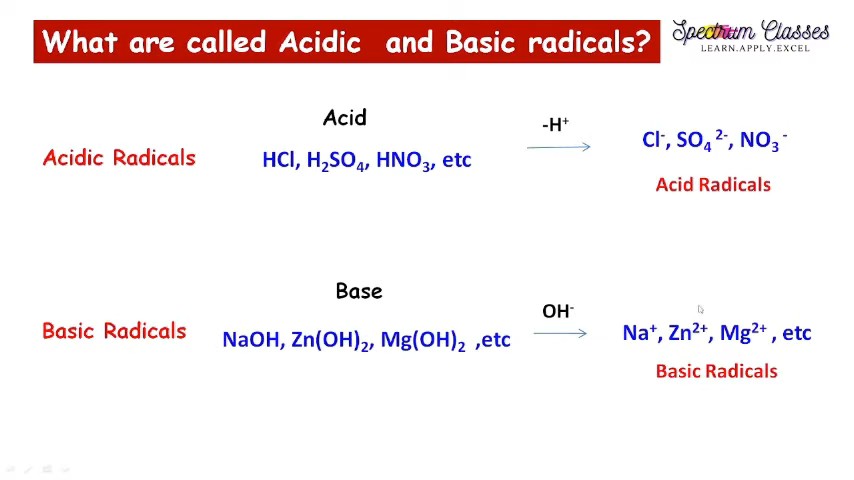 What are called Acidic and Basic radicals?
Spectrum Classes
LEARN.APPLY.EXCEL
Acid
-H⁺
Cl⁻, SO₄ ²⁻, NO₃ ⁻
Acidic Radicals
HCl, H₂SO₄, HNO₃, etc
Acid Radicals
Base
OH⁻
Basic Radicals
NaOH, Zn(OH)₂, Mg(OH)₂ ,etc
Na⁺, Zn²⁺, Mg²⁺ , etc
Basic Radicals